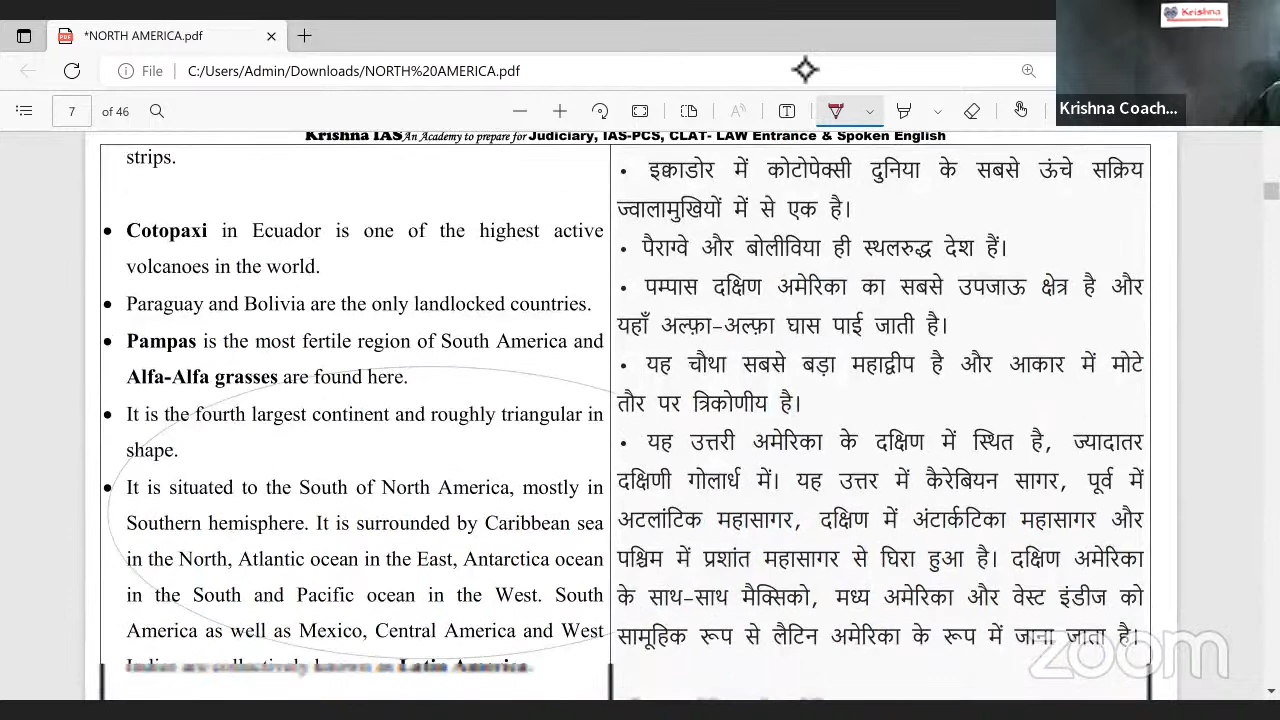 *NORTH AMERICA.pdf
File
C:/Users/Admin/Downloads/NORTH%20AMERICA.pdf
7 of 46
Krishna
Krishna Coach...
Krishna IAS An Academy to prepare for Judiciary, IAS-PCS, CLAT- LAW Entrance & Spoken English
strips.
• Cotopaxi in Ecuador is one of the highest active
volcanoes in the world.
• Paraguay and Bolivia are the only landlocked countries.
• Pampas is the most fertile region of South America and
Alfa-Alfa grasses are found here.
• It is the fourth largest continent and roughly triangular in
shape.
• It is situated to the South of North America, mostly in
Southern hemisphere. It is surrounded by Caribbean sea
in the North, Atlantic ocean in the East, Antarctica ocean
in the South and Pacific ocean in the West. South
America as well as Mexico, Central America and West
Indies are collectively known as Latin America.
• इक्वाडोर में कोटोपेक्सी दुनिया के सबसे ऊंचे सक्रिय
ज्वालामुखियों में से एक है।
• पैराग्वे और बोलीविया ही स्थलरुद्ध देश हैं।
• पम्पास दक्षिण अमेरिका का सबसे उपजाऊ क्षेत्र है और
यहाँ अल्फ़ा-अल्फ़ा घास पाई जाती है।
• यह चौथा सबसे बड़ा महाद्वीप है और आकार में मोटे
तौर पर त्रिकोणीय है।
• यह उत्तरी अमेरिका के दक्षिण में स्थित है, ज्यादातर
दक्षिणी गोलार्ध में। यह उत्तर में कैरेबियन सागर, पूर्व में
अटलांटिक महासागर, दक्षिण में अंटार्कटिका महासागर और
पश्चिम में प्रशांत महासागर से घिरा हुआ है। दक्षिण अमेरिका
के साथ-साथ मैक्सिको, मध्य अमेरिका और वेस्ट इंडीज को
सामूहिक रूप से लैटिन अमेरिका के रूप में जाना जाता है।
zoom